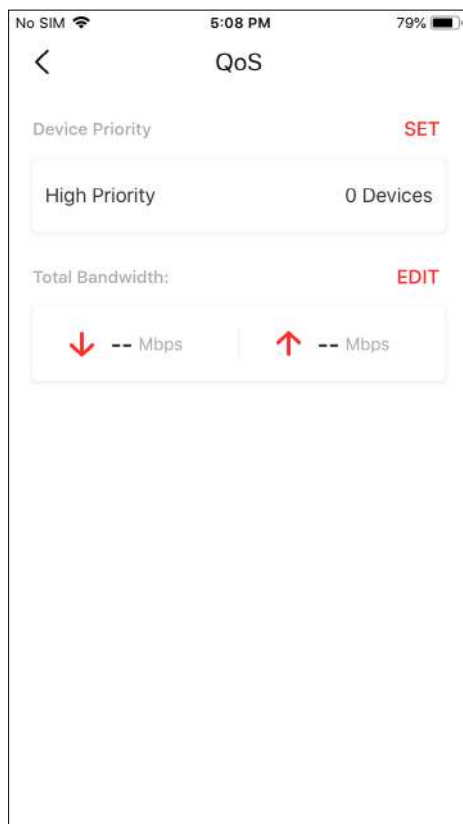 No SIM 5:08 PM 79%
QoS
Device Priority SET
High Priority 0 Devices
Total Bandwidth: EDIT
-- Mbps -- Mbps